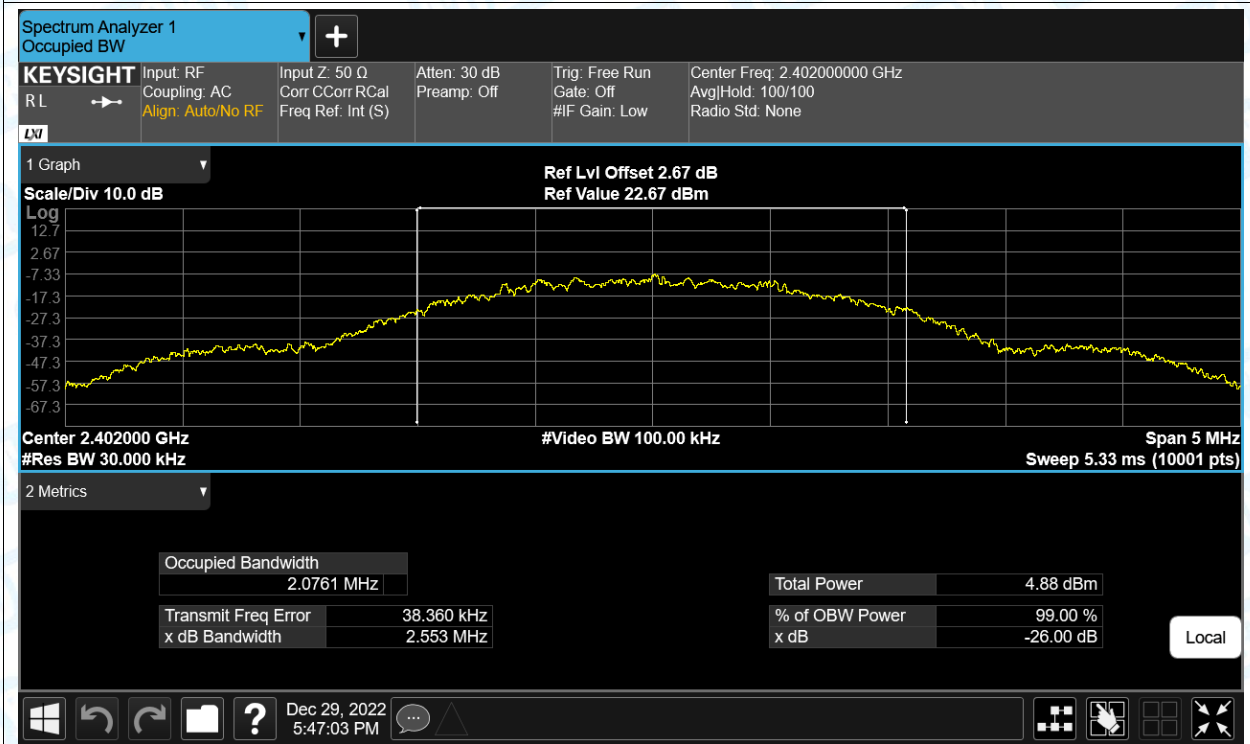 Spectrum Analyzer 1
Occupied BW
KEYSIGHT
R L
LXI
Input: RF
Coupling: AC
Align: Auto/No RF
Input Z: 50 Ω
Corr CCorr RCal
Freq Ref: Int (S)
Atten: 30 dB
Preamp: Off
Trig: Free Run
Gate: Off
#IF Gain: Low
Center Freq: 2.402000000 GHz
Avg|Hold: 100/100
Radio Std: None
1 Graph
Scale/Div 10.0 dB
Ref Lvl Offset 2.67 dB
Ref Value 22.67 dBm
Log
12.7
2.67
-7.33
-17.3
-27.3
-37.3
-47.3
-57.3
-67.3
Center 2.402000 GHz
#Video BW 100.00 kHz
Span 5 MHz
#Res BW 30.000 kHz
Sweep 5.33 ms (10001 pts)
2 Metrics
Occupied Bandwidth
2.0761 MHz
Transmit Freq Error 38.360 kHz
x dB Bandwidth 2.553 MHz
Total Power 4.88 dBm
% of OBW Power 99.00 %
x dB -26.00 dB
Local
?
Dec 29, 2022
5:47:03 PM